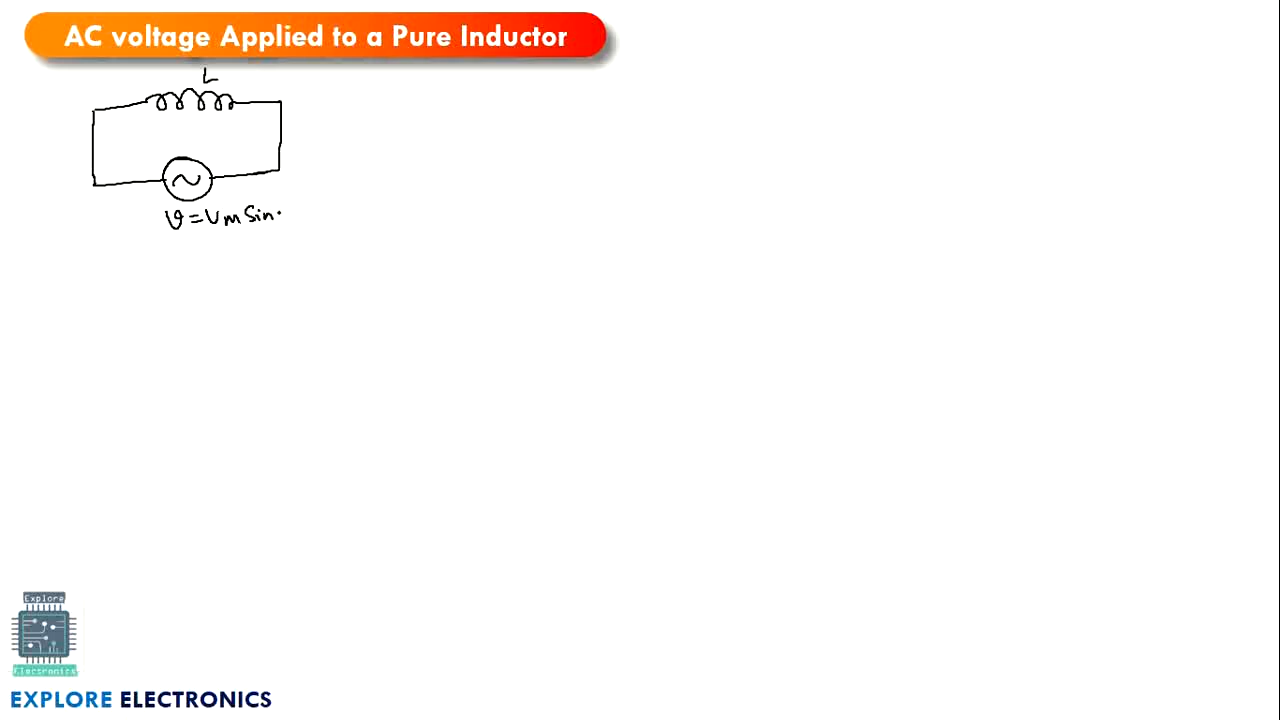 AC voltage Applied to a Pure Inductor
L
v=Vm Sin.
Explore
Electronics
EXPLORE ELECTRONICS